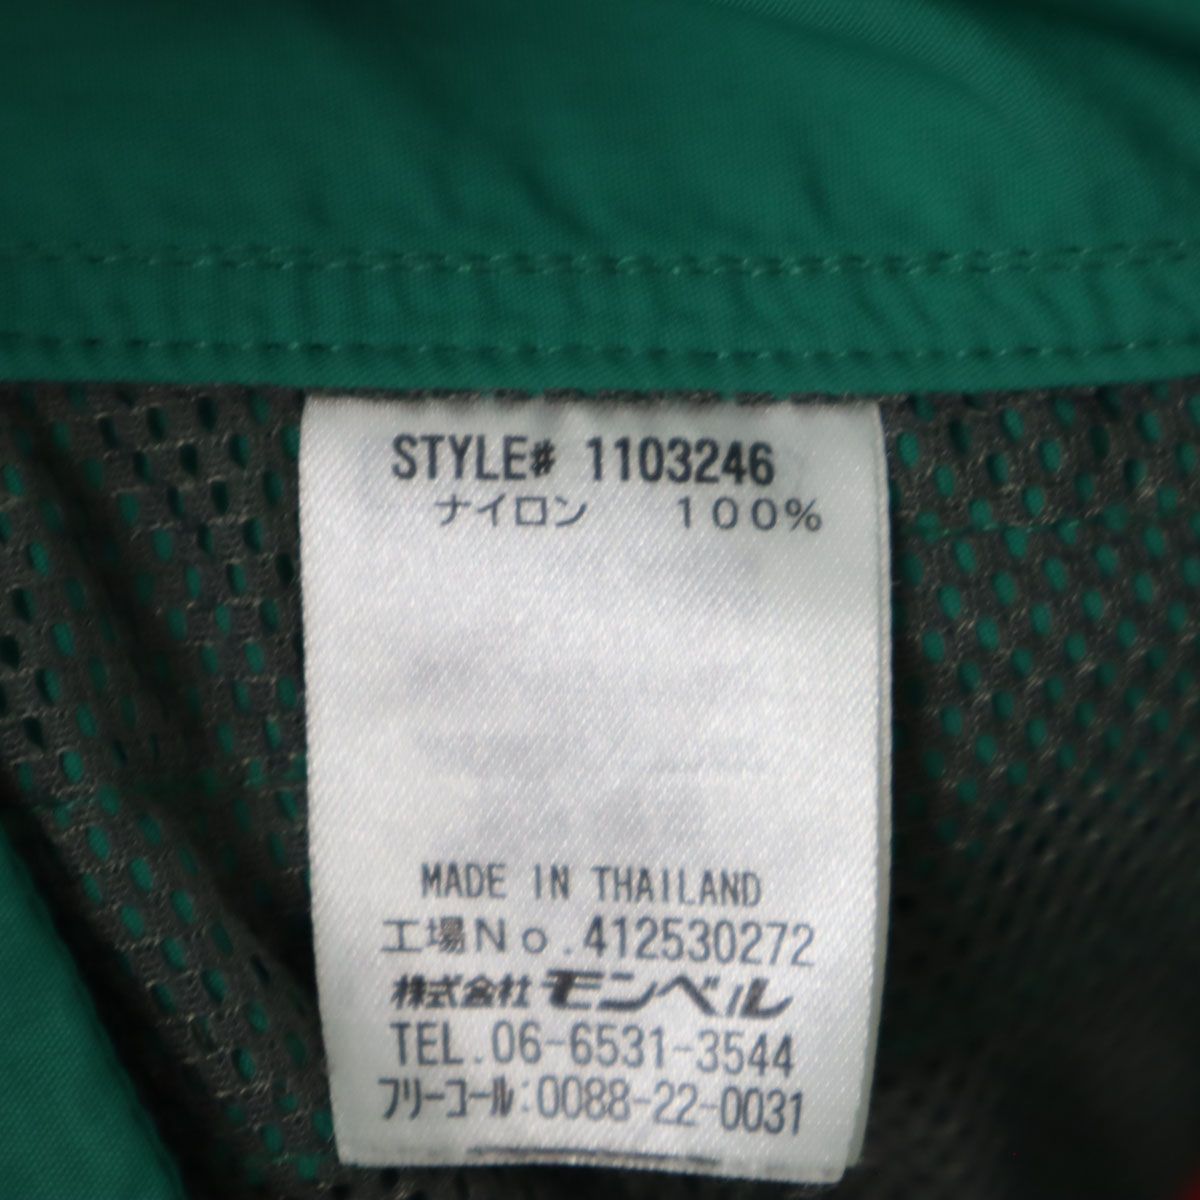 STYLE# 1103246
ナイロン　１００％
MADE IN THAILAND
工場Ｎｏ.412530272
株式会社 モンベル
TEL.06-6531-3544
フリーコール:0088-22-0031